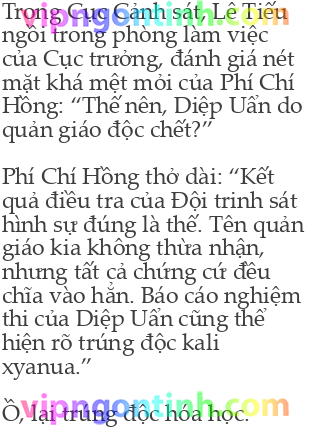 Trong Cục Cảnh sát, Lê Tiếu
ngồi trong phòng làm việc
của Cục trưởng, đánh giá nét
mặt khá mệt mỏi của Phí Chí
Hồng: “Thế nên, Diệp Uẩn do
quản giáo độc chết?”
Phí Chí Hồng thở dài: “Kết
quả điều tra của Đội trinh sát
hình sự đúng là thế. Tên quản
giáo kia không thừa nhận,
nhưng tất cả chứng cứ đều
chĩa vào hắn. Báo cáo nghiệm
thi của Diệp Uẩn cũng thể
hiện rõ trúng độc kali
xyanua.”
Ồ, lại trúng độc hóa học.
vipngontinh.com
vipngontinh.com